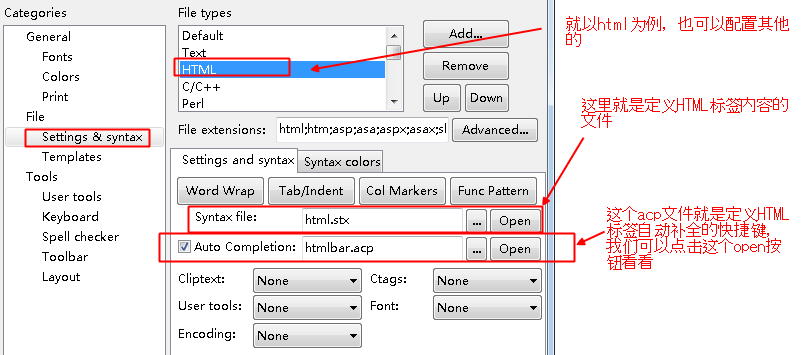 Categories
General
Fonts
Colors
Print
File
Settings & syntax
Templates
Tools
User tools
Keyboard
Spell checker
Toolbar
Layout
File types
Default
Text
HTML
C/C++
Perl
Add...
Remove
Up
Down
File extensions:
html;htm;asp;asa;aspx;asax;sl
Advanced...
Settings and syntax
Syntax colors
Word Wrap
Tab/Indent
Col Markers
Func Pattern
Syntax file:
html.stx
...
Open
Auto Completion:
htmlbar.acp
...
Open
Cliptext:
None
Ctags:
None
User tools:
None
Font:
None
Encoding:
None
就以html为例，也可以配置其他
的
这里就是定义HTML标签内容的
文件
这个acp文件就是定义HTML
标签自动补全的快捷键,
我们可以点击这个open按
钮看看